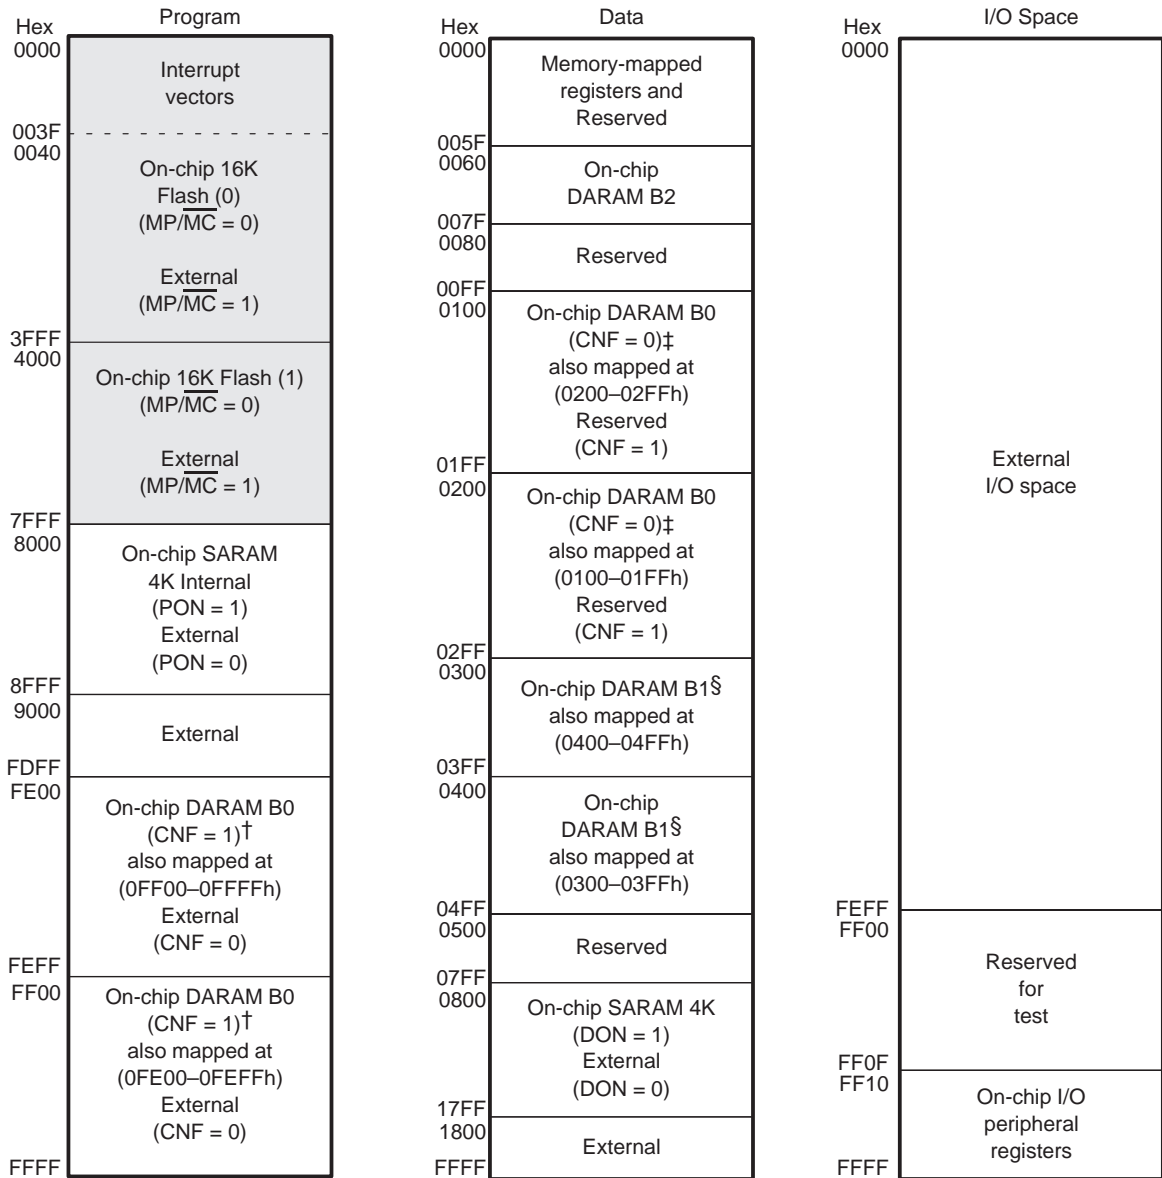 Program
Hex
0000
Interrupt
vectors
003F
0040
On-chip 16K
Flash (0)
(MP/M̅C̅ = 0)
External
(MP/M̅C̅ = 1)
3FFF
4000
On-chip 16K Flash (1)
(MP/M̅C̅ = 0)
External
(MP/M̅C̅ = 1)
7FFF
8000
On-chip SARAM
4K Internal
(PON = 1)
External
(PON = 0)
8FFF
9000
External
FDFF
FE00
On-chip DARAM B0
(CNF = 1)†
also mapped at
(0FF00–0FFFFh)
External
(CNF = 0)
FEFF
FF00
On-chip DARAM B0
(CNF = 1)†
also mapped at
(0FE00–0FEFFh)
External
(CNF = 0)
FFFF
Data
Hex
0000
Memory-mapped
registers and
Reserved
005F
0060
On-chip
DARAM B2
007F
0080
Reserved
00FF
0100
On-chip DARAM B0
(CNF = 0)‡
also mapped at
(0200–02FFh)
Reserved
(CNF = 1)
01FF
0200
On-chip DARAM B0
(CNF = 0)‡
also mapped at
(0100–01FFh)
Reserved
(CNF = 1)
02FF
0300
On-chip DARAM B1§
also mapped at
(0400–04FFh)
03FF
0400
On-chip
DARAM B1§
also mapped at
(0300–03FFh)
04FF
0500
Reserved
07FF
0800
On-chip SARAM 4K
(DON = 1)
External
(DON = 0)
17FF
1800
External
FFFF
I/O Space
Hex
0000
External
I/O space
FEFF
FF00
Reserved
for
test
FF0F
FF10
On-chip I/O
peripheral
registers
FFFF